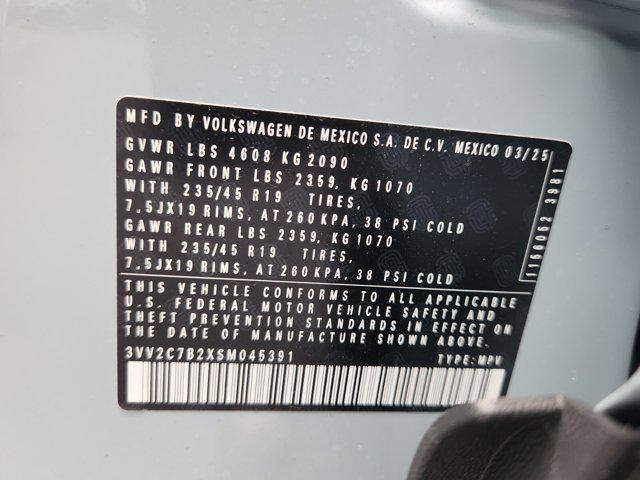 MFD BY VOLKSWAGEN DE MEXICO S.A. DE C.V. MEXICO 03/25
GVWR LBS 4608 KG 2090
GAWR FRONT LBS 2359, KG 1070
WITH 235/45 R19 TIRES,
7.5JX19 RIMS, AT 260 KPA, 38 PSI COLD
GAWR REAR LBS 2359, KG 1070
WITH 235/45 R19 TIRES,
7.5JX19 RIMS, AT 260 KPA, 38 PSI COLD
THIS VEHICLE CONFORMS TO ALL APPLICABLE
U.S. FEDERAL MOTOR VEHICLE SAFETY AND
THEFT PREVENTION STANDARDS IN EFFECT ON
THE DATE OF MANUFACTURE SHOWN ABOVE.
3VV2C7B2XSM045391 TYPE: MPV
1156062 3981